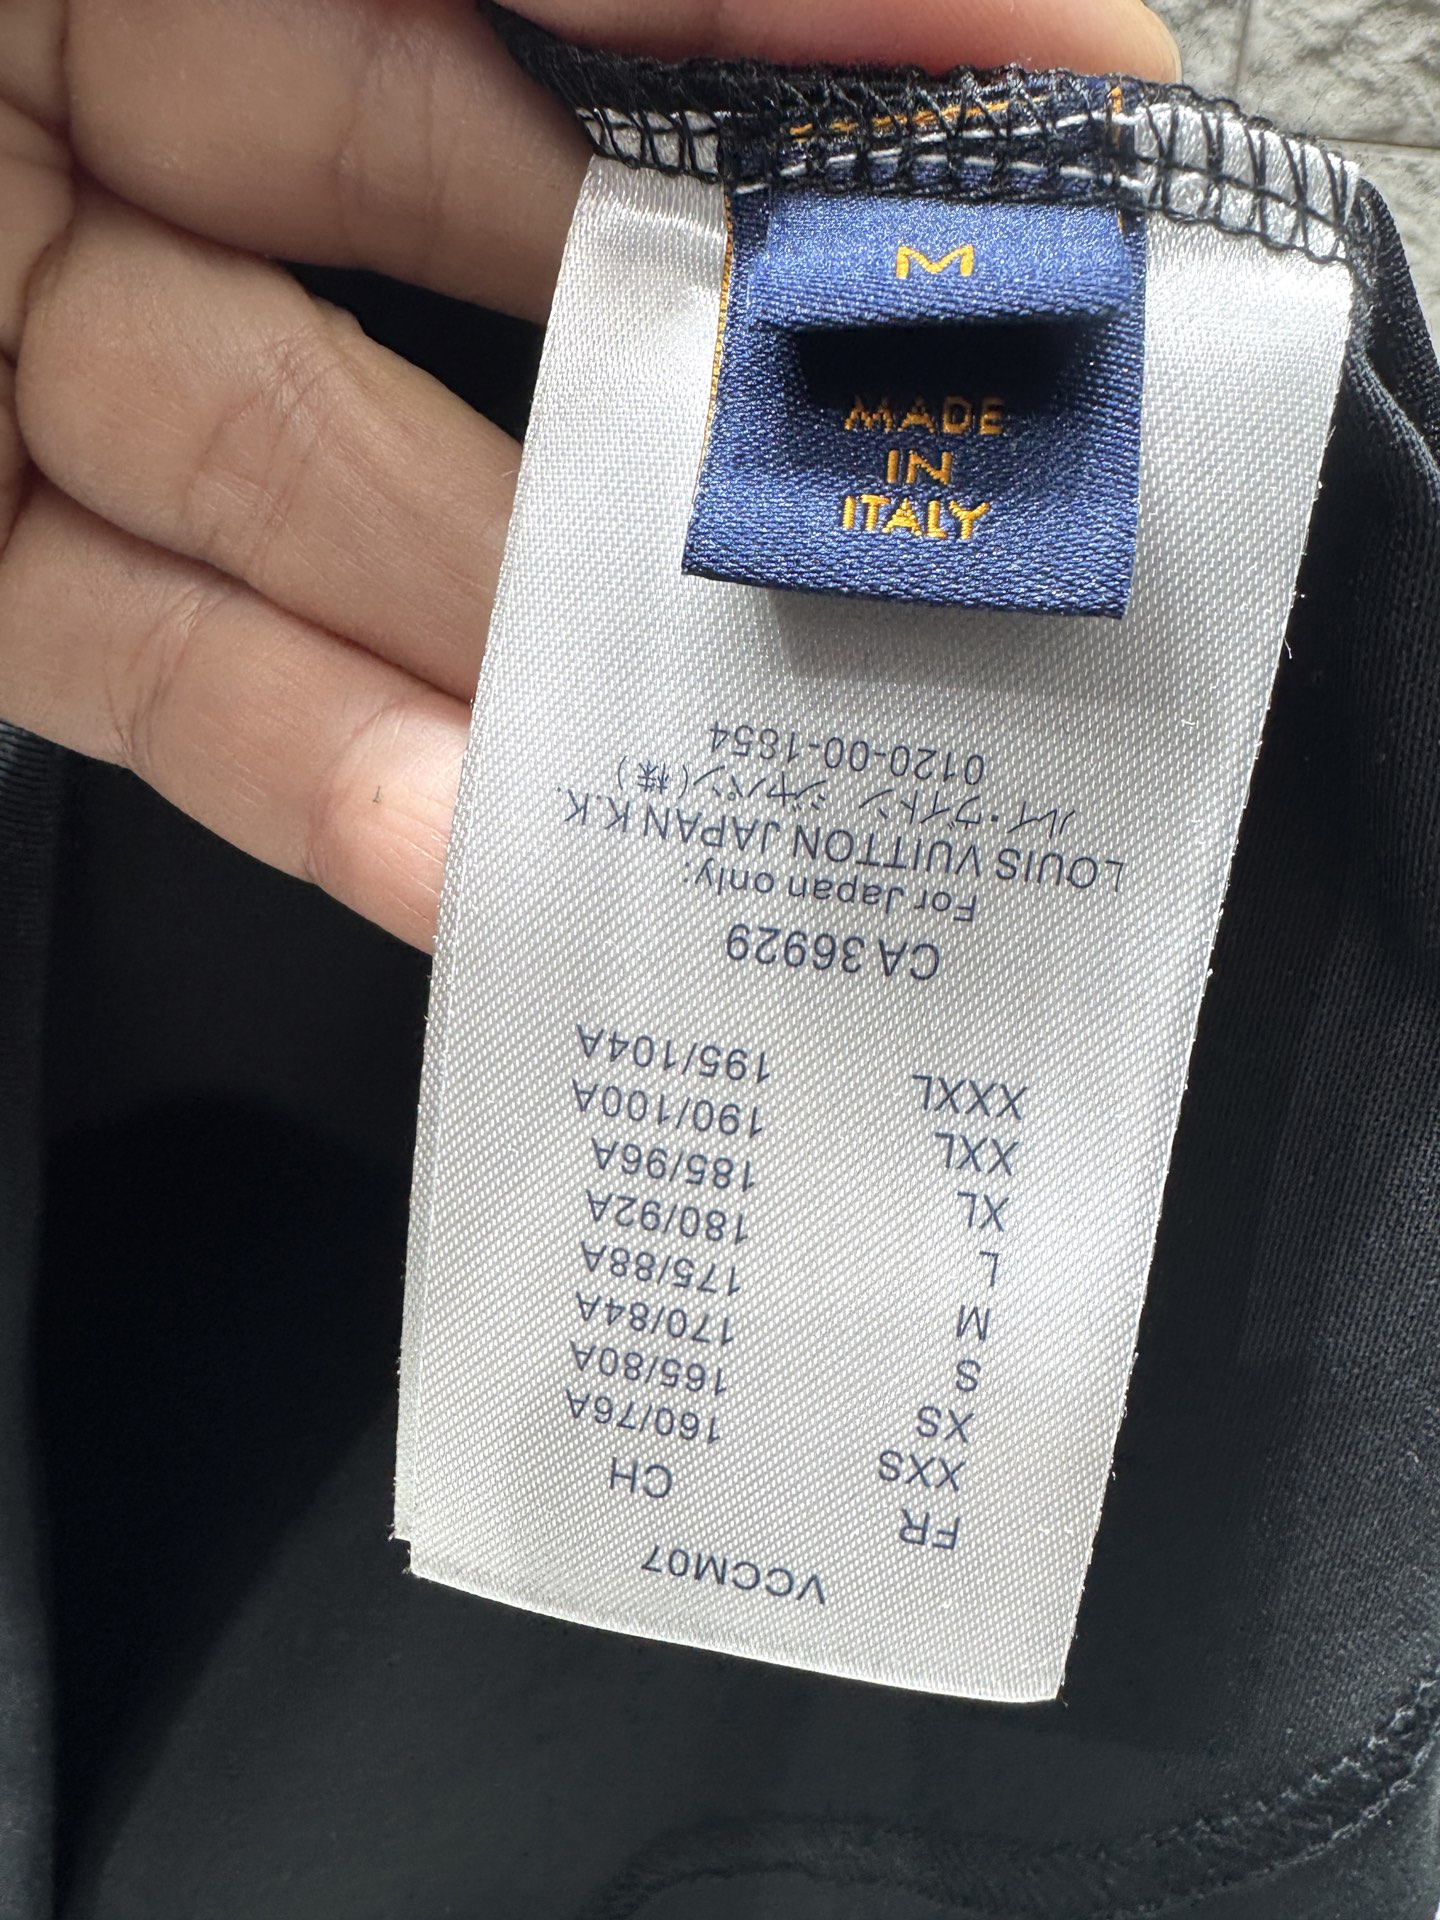 M
MADE
IN
ITALY
VCCM07
FR CH
XXS 160/76A
XS 165/80A
S 170/84A
M 175/88A
L 180/92A
XL 185/96A
XXL 190/100A
XXXL 195/104A
CA 36929
For Japan only:
LOUIS VUITTON JAPAN K.K.
ルイ・ヴィトン ジャパン(株)
0120-00-1854